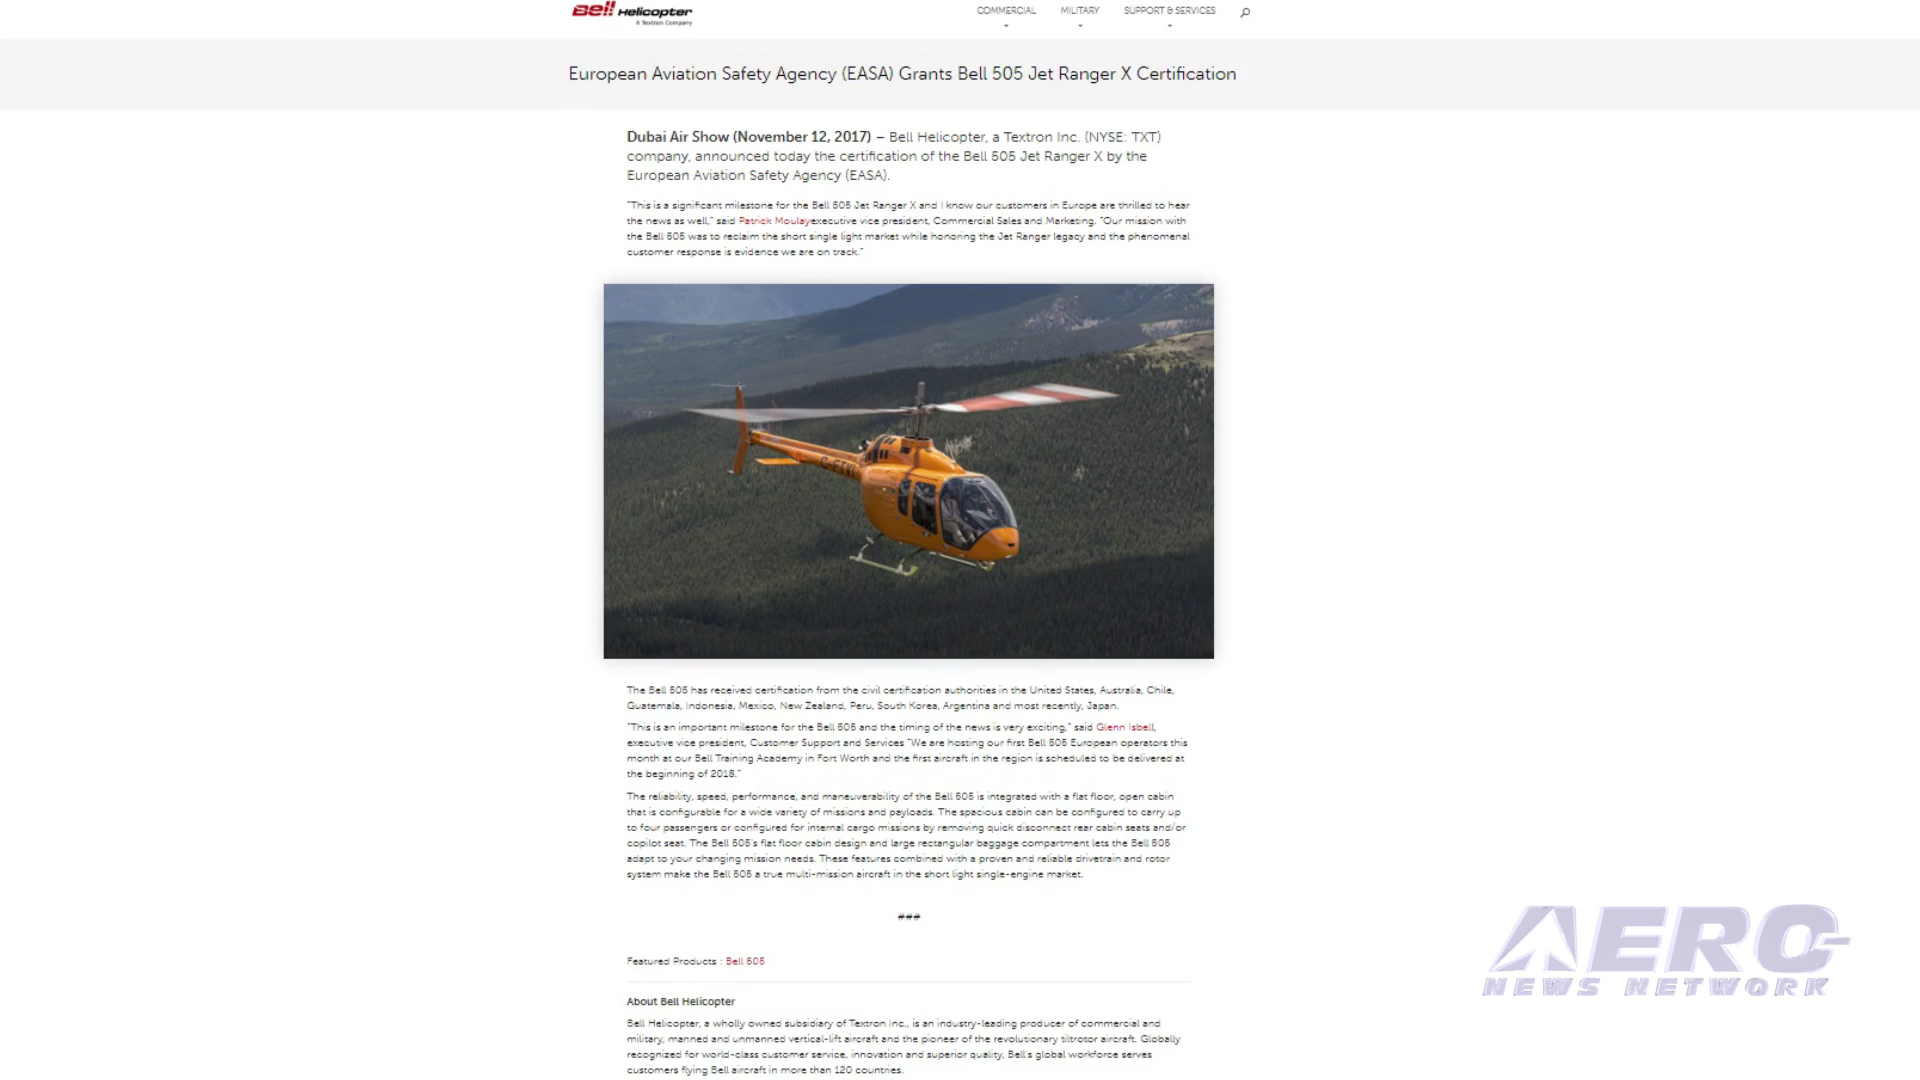 Bell Helicopter
A Textron Company
COMMERCIAL MILITARY SUPPORT & SERVICES
European Aviation Safety Agency (EASA) Grants Bell 505 Jet Ranger X Certification
Dubai Air Show (November 12, 2017) – Bell Helicopter, a Textron Inc. (NYSE: TXT)
company, announced today the certification of the Bell 505 Jet Ranger X by the
European Aviation Safety Agency (EASA).
"This is a significant milestone for the Bell 505 Jet Ranger X and I know our customers in Europe are thrilled to hear
the news as well," said Patrick Moulayexecutive vice president, Commercial Sales and Marketing. "Our mission with
the Bell 505 was to reclaim the short single light market while honoring the Jet Ranger legacy and the phenomenal
customer response is evidence we are on track."
The Bell 505 has received certification from the civil certification authorities in the United States, Australia, Chile,
Guatemala, Indonesia, Mexico, New Zealand, Peru, South Korea, Argentina and most recently, Japan.
"This is an important milestone for the Bell 505 and the timing of the news is very exciting," said Glenn Isbell,
executive vice president, Customer Support and Services "We are hosting our first Bell 505 European operators this
month at our Bell Training Academy in Fort Worth and the first aircraft in the region is scheduled to be delivered at
the beginning of 2018."
The reliability, speed, performance, and maneuverability of the Bell 505 is integrated with a flat floor, open cabin
that is configurable for a wide variety of missions and payloads. The spacious cabin can be configured to carry up
to four passengers or configured for internal cargo missions by removing quick disconnect rear cabin seats and/or
copilot seat. The Bell 505's flat floor cabin design and large rectangular baggage compartment lets the Bell 505
adapt to your changing mission needs. These features combined with a proven and reliable drivetrain and rotor
system make the Bell 505 a true multi-mission aircraft in the short light single-engine market.
###
Featured Products : Bell 505
About Bell Helicopter
Bell Helicopter, a wholly owned subsidiary of Textron Inc., is an industry-leading producer of commercial and
military, manned and unmanned vertical-lift aircraft and the pioneer of the revolutionary tiltrotor aircraft. Globally
recognized for world-class customer service, innovation and superior quality, Bell's global workforce serves
customers flying Bell aircraft in more than 120 countries.
AERO-
NEWS NETWORK